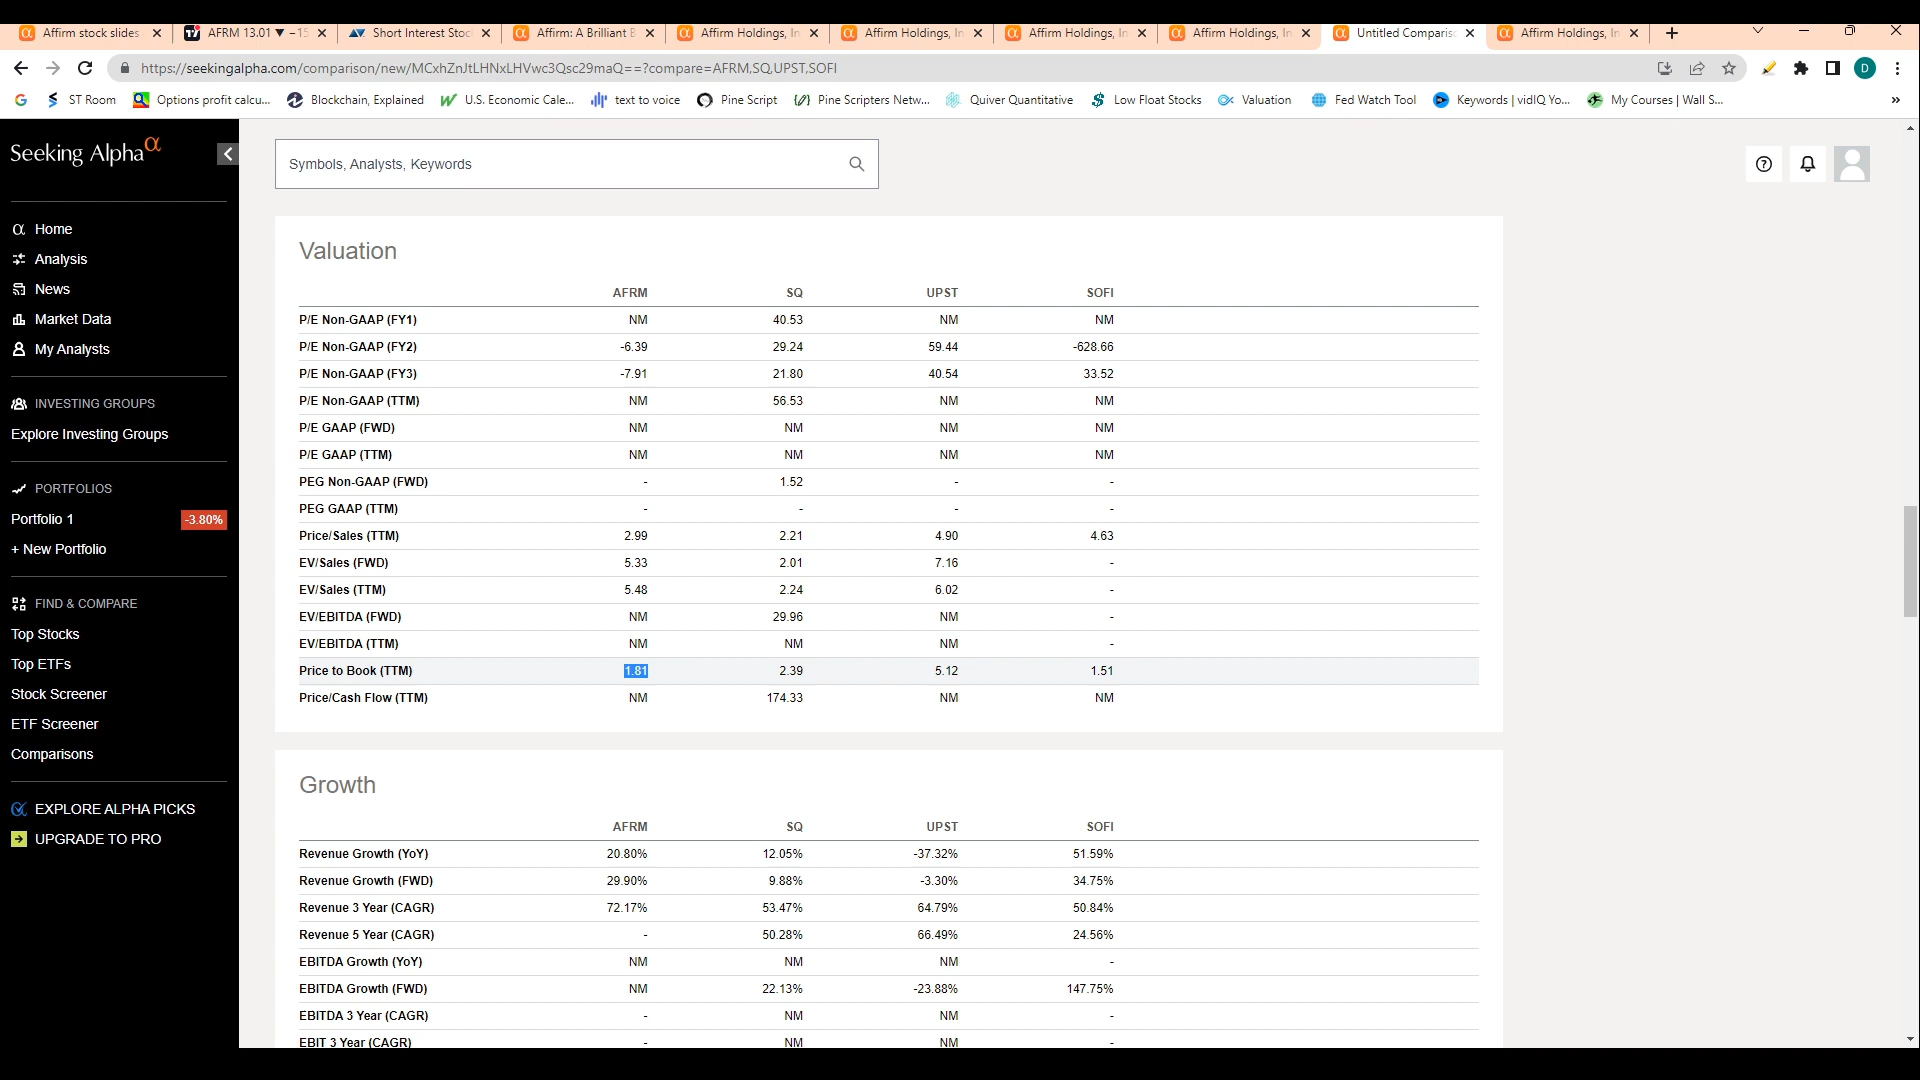 Affirm stock slides
AFRM 13.01 ▼ −15
Short Interest Stoc
Affirm: A Brilliant B
Affirm Holdings, In
Affirm Holdings, In
Affirm Holdings, In
Affirm Holdings, In
Untitled Comparisc
Affirm Holdings, In
https://seekingalpha.com/comparison/new/MCxhZnJtLHNxLHVwc3Qsc29maQ==?compare=AFRM,SQ,UPST,SOFI
D
ST Room
Options profit calcu...
Blockchain, Explained
U.S. Economic Cale...
text to voice
Pine Script
Pine Scripters Netw...
Quiver Quantitative
Low Float Stocks
Valuation
Fed Watch Tool
Keywords | vidIQ Yo...
My Courses | Wall S...
»
Seeking Alpha α
Symbols, Analysts, Keywords
Home
Analysis
News
Market Data
My Analysts
INVESTING GROUPS
Explore Investing Groups
PORTFOLIOS
Portfolio 1 -3.80%
+ New Portfolio
FIND & COMPARE
Top Stocks
Top ETFs
Stock Screener
ETF Screener
Comparisons
EXPLORE ALPHA PICKS
UPGRADE TO PRO
Valuation
AFRM SQ UPST SOFI
P/E Non-GAAP (FY1) NM 40.53 NM NM
P/E Non-GAAP (FY2) -6.39 29.24 59.44 -628.66
P/E Non-GAAP (FY3) -7.91 21.80 40.54 33.52
P/E Non-GAAP (TTM) NM 56.53 NM NM
P/E GAAP (FWD) NM NM NM NM
P/E GAAP (TTM) NM NM NM NM
PEG Non-GAAP (FWD) - 1.52 - -
PEG GAAP (TTM) - - - -
Price/Sales (TTM) 2.99 2.21 4.90 4.63
EV/Sales (FWD) 5.33 2.01 7.16 -
EV/Sales (TTM) 5.48 2.24 6.02 -
EV/EBITDA (FWD) NM 29.96 NM -
EV/EBITDA (TTM) NM NM NM -
Price to Book (TTM) 1.81 2.39 5.12 1.51
Price/Cash Flow (TTM) NM 174.33 NM NM
Growth
AFRM SQ UPST SOFI
Revenue Growth (YoY) 20.80% 12.05% -37.32% 51.59%
Revenue Growth (FWD) 29.90% 9.88% -3.30% 34.75%
Revenue 3 Year (CAGR) 72.17% 53.47% 64.79% 50.84%
Revenue 5 Year (CAGR) - 50.28% 66.49% 24.56%
EBITDA Growth (YoY) NM NM NM -
EBITDA Growth (FWD) NM 22.13% -23.88% 147.75%
EBITDA 3 Year (CAGR) - NM NM -
EBIT 3 Year (CAGR) - NM NM -